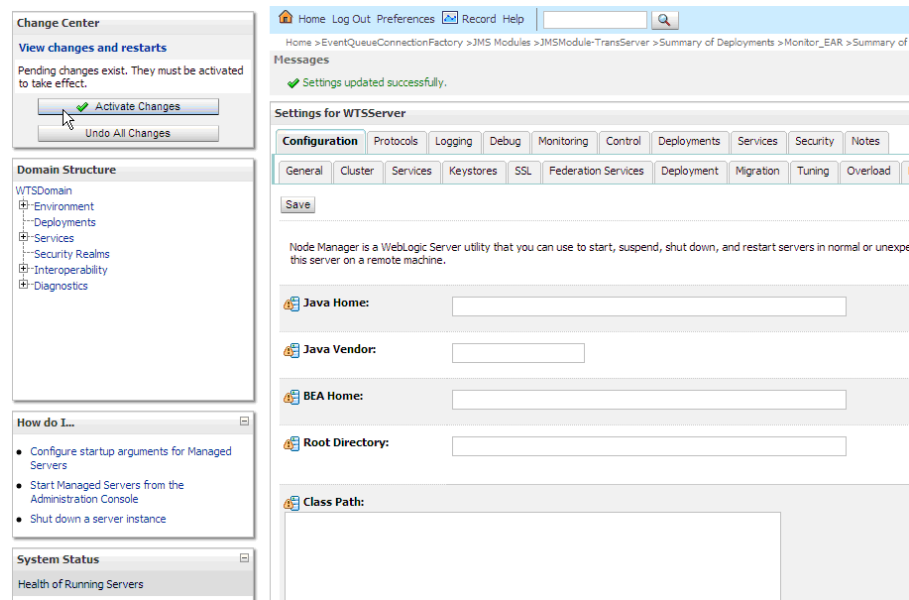 Change Center
View changes and restarts
Pending changes exist. They must be activated
to take effect.
Activate Changes
Undo All Changes
Domain Structure
WTSDomain
Environment
Deployments
Services
Security Realms
Interoperability
Diagnostics
How do I...
Configure startup arguments for Managed
Servers
Start Managed Servers from the
Administration Console
Shut down a server instance
System Status
Health of Running Servers
Home Log Out Preferences Record Help
Home >EventQueueConnectionFactory >JMS Modules >JMSModule-TransServer >Summary of Deployments >Monitor_EAR >Summary of
Messages
Settings updated successfully.
Settings for WTSServer
Configuration Protocols Logging Debug Monitoring Control Deployments Services Security Notes
General Cluster Services Keystores SSL Federation Services Deployment Migration Tuning Overload
Save
Node Manager is a WebLogic Server utility that you can use to start, suspend, shut down, and restart servers in normal or unexpe
this server on a remote machine.
Java Home:
Java Vendor:
BEA Home:
Root Directory:
Class Path: